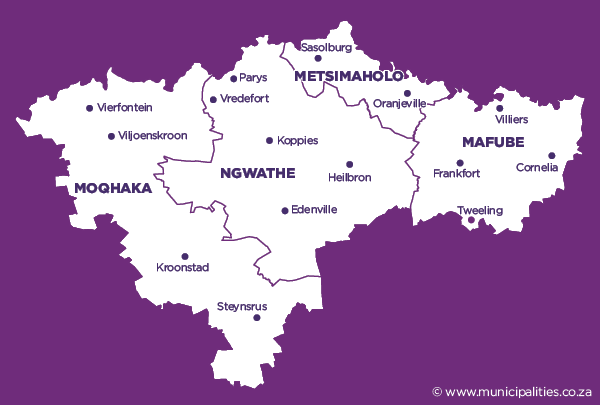 Sasolburg
METSIMAHOLO
Parys
Vredefort
Oranjeville
Vierfontein
Villiers
Viljoenskroon
Koppies
MAFUBE
NGWATHE
Heilbron
Frankfort
Cornelia
MOQHAKA
Edenville
Tweeling
Kroonstad
Steynsrus
© www.municipalities.co.za